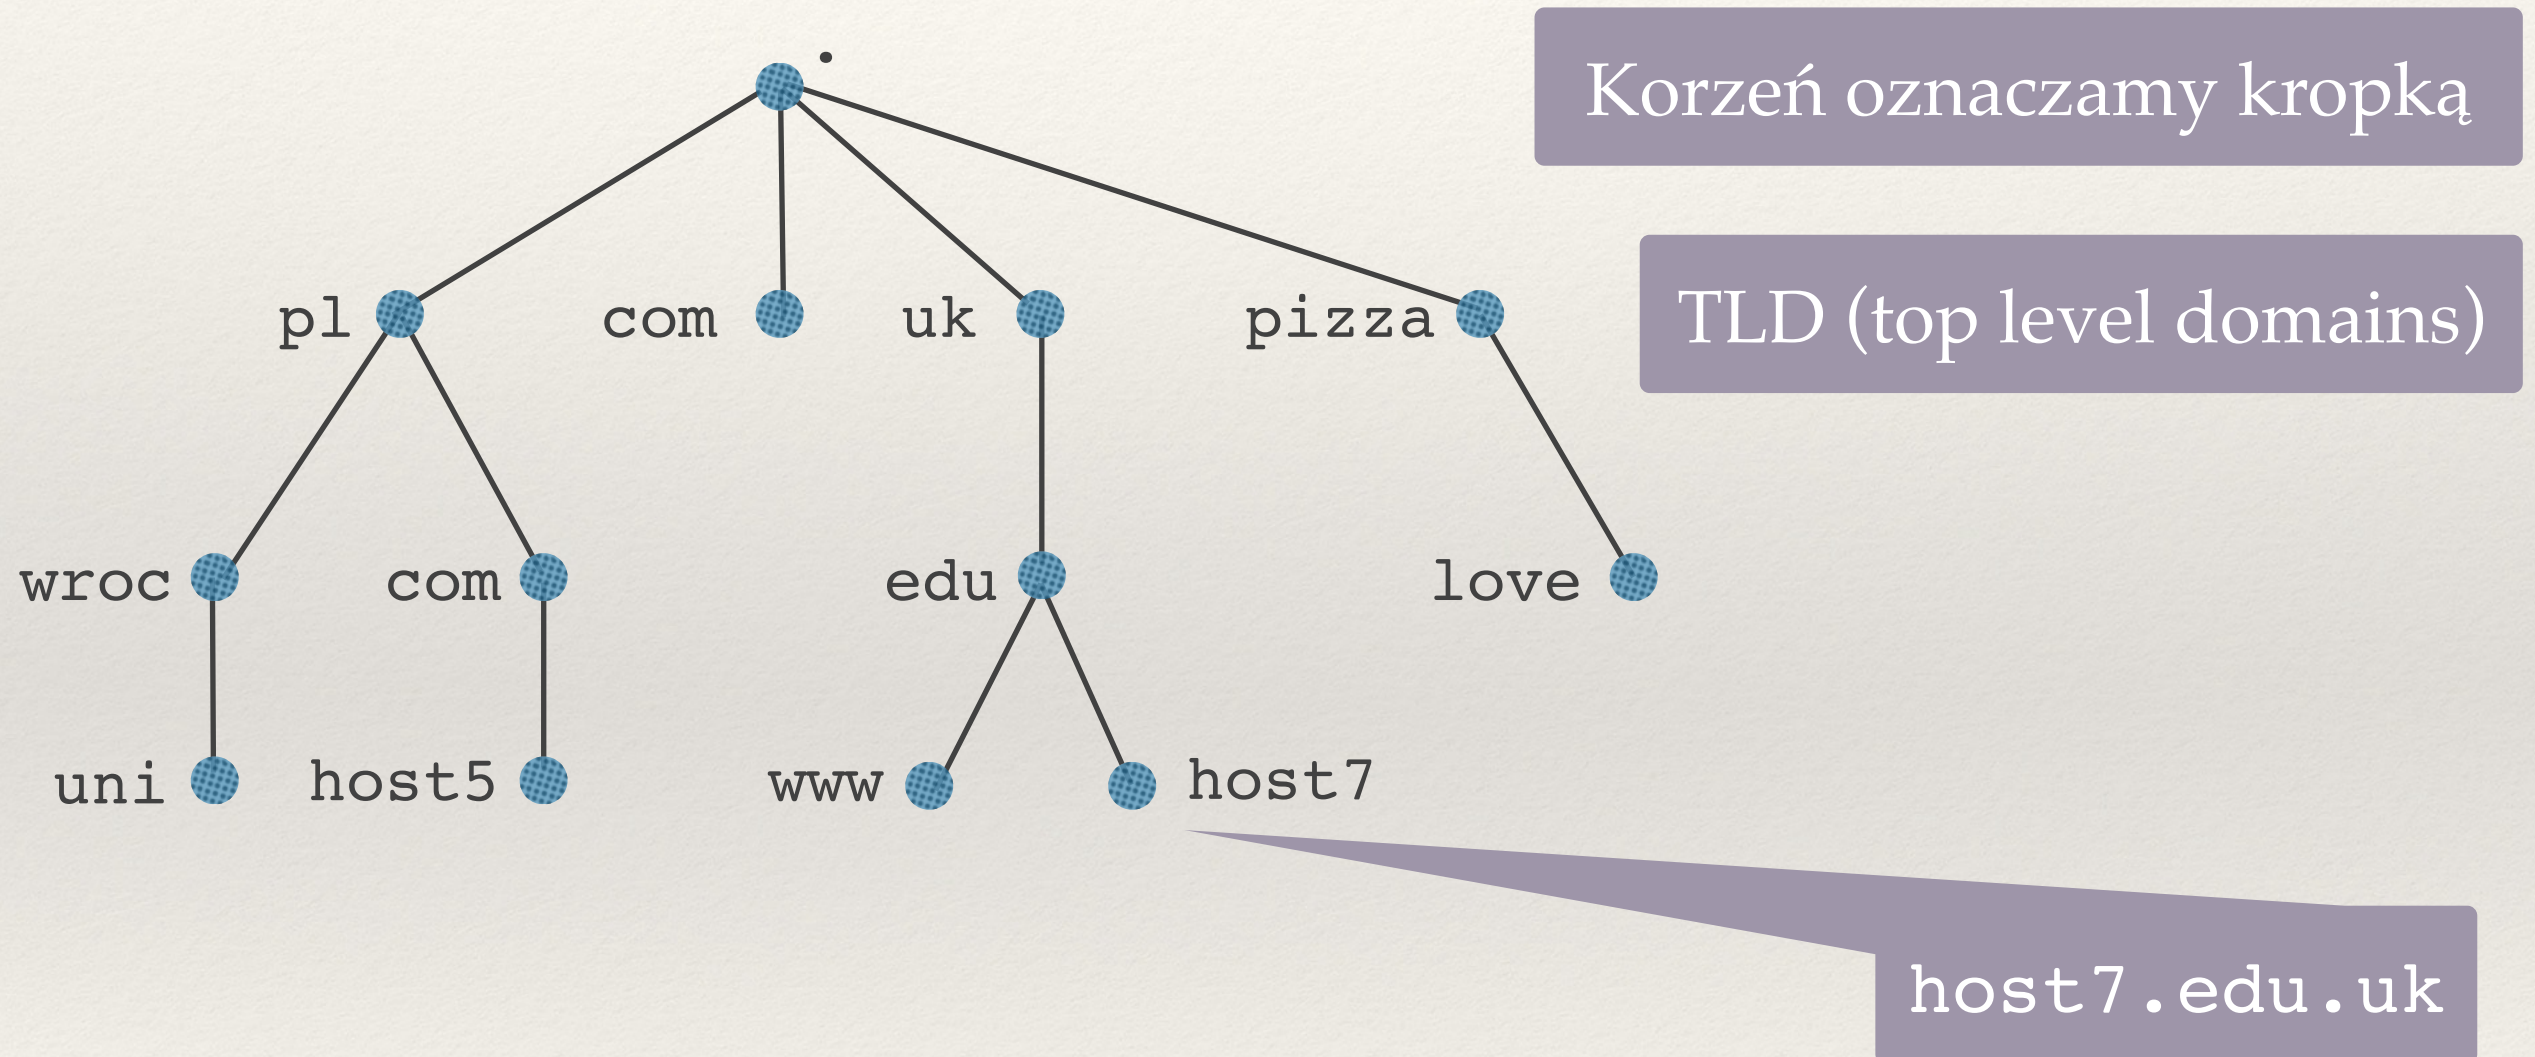 .
Korzeń oznaczamy kropką
pl com uk pizza
TLD (top level domains)
wroc com edu love
uni host5 www host7
host7.edu.uk